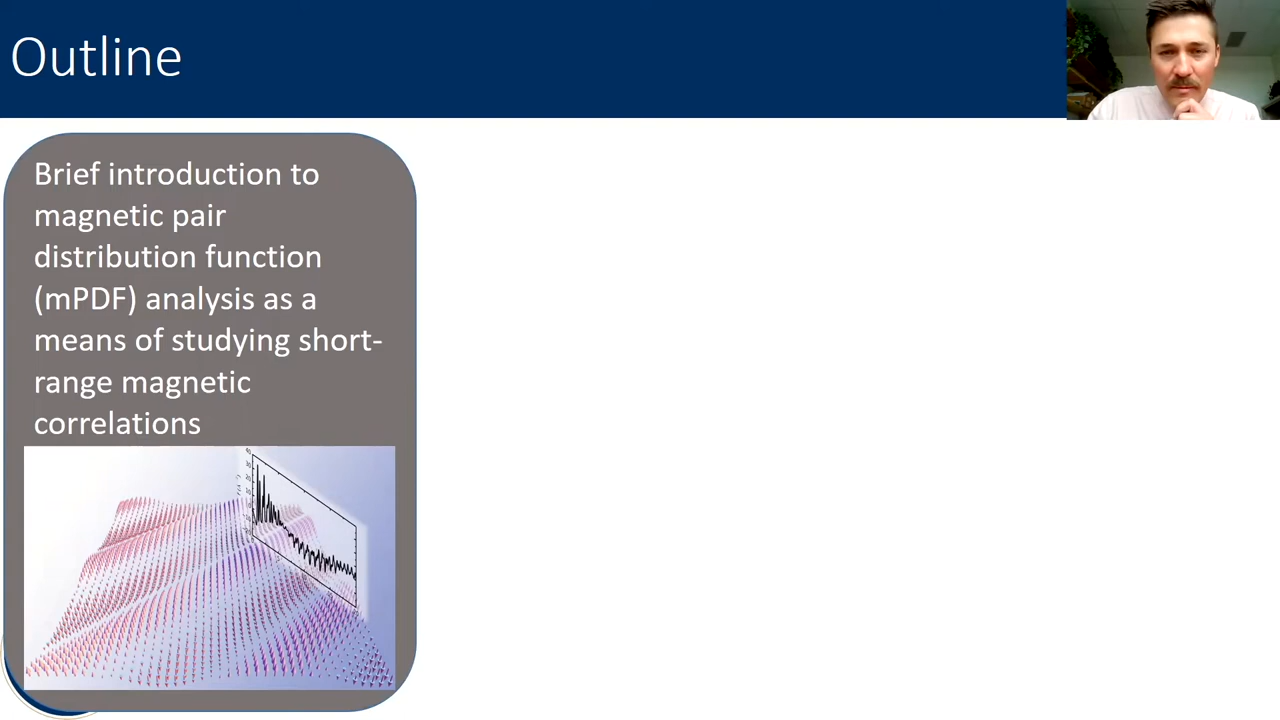 Outline
Brief introduction to
magnetic pair
distribution function
(mPDF) analysis as a
means of studying short-
range magnetic
correlations